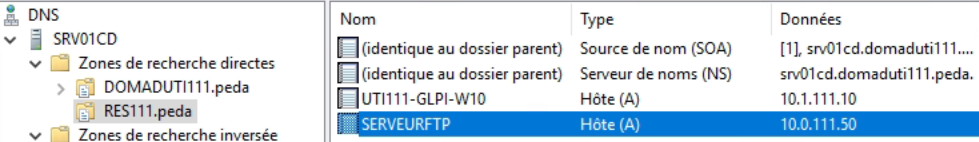 DNS
SRV01CD
Zones de recherche directes
DOMADUTI111.peda
RES111.peda
Zones de recherche inversée
Nom Type Données
(identique au dossier parent) Source de nom (SOA) [1], srv01cd.domaduti111....
(identique au dossier parent) Serveur de noms (NS) srv01cd.domaduti111.peda.
UTI111-GLPI-W10 Hôte (A) 10.1.111.10
SERVEURFTP Hôte (A) 10.0.111.50